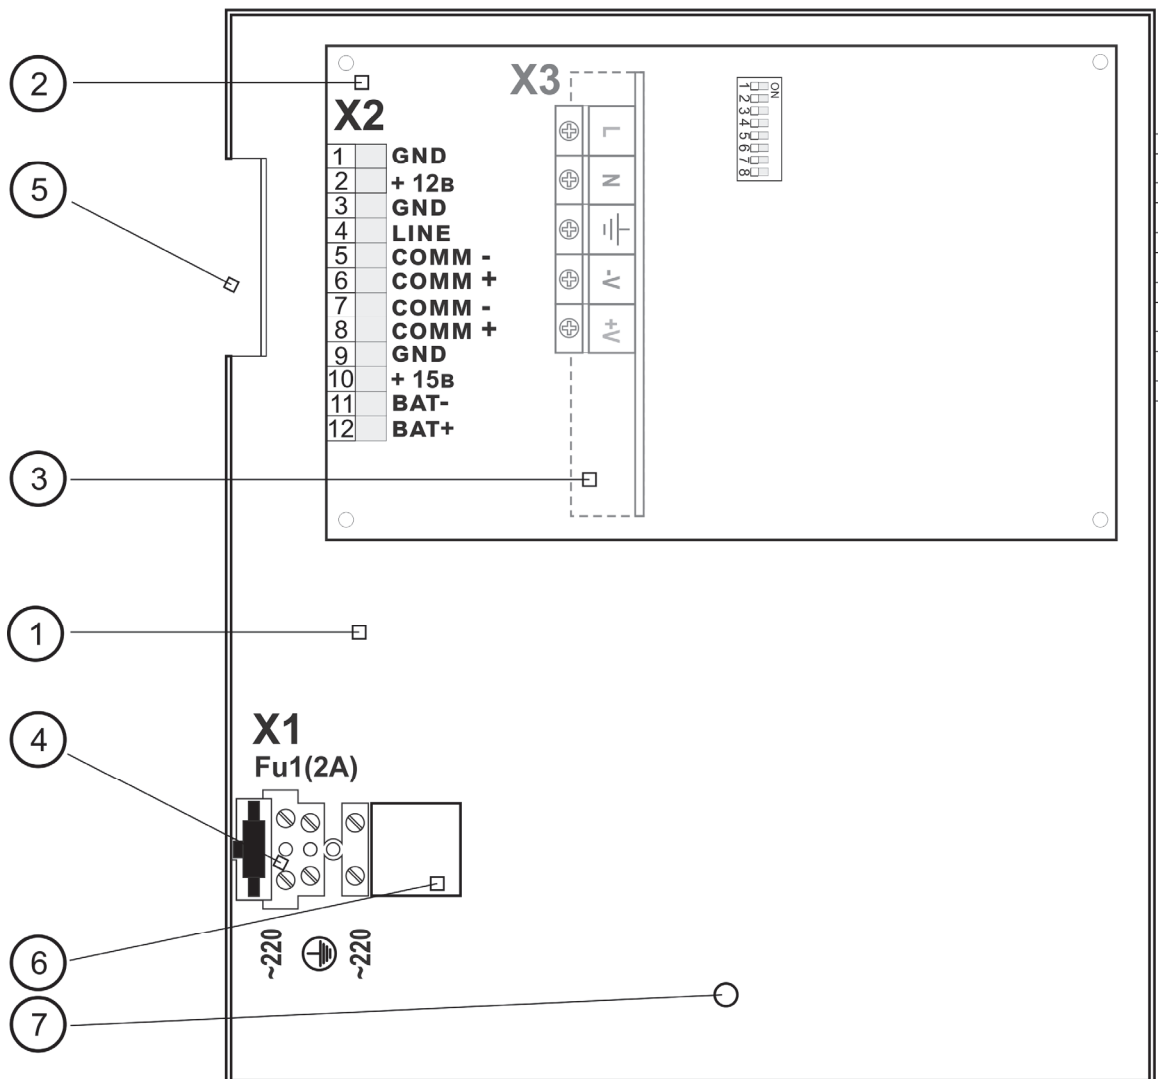 2
X2
1 GND
2 + 12В
3 GND
4 LINE
5 COMM -
6 COMM +
7 COMM -
8 COMM +
9 GND
10 + 15В
11 BAT-
12 BAT+
X3
L
N
-V
+V
ON
1
2
3
4
5
6
7
8
5
3
1
4
X1
Fu1(2A)
~220
~220
6
7